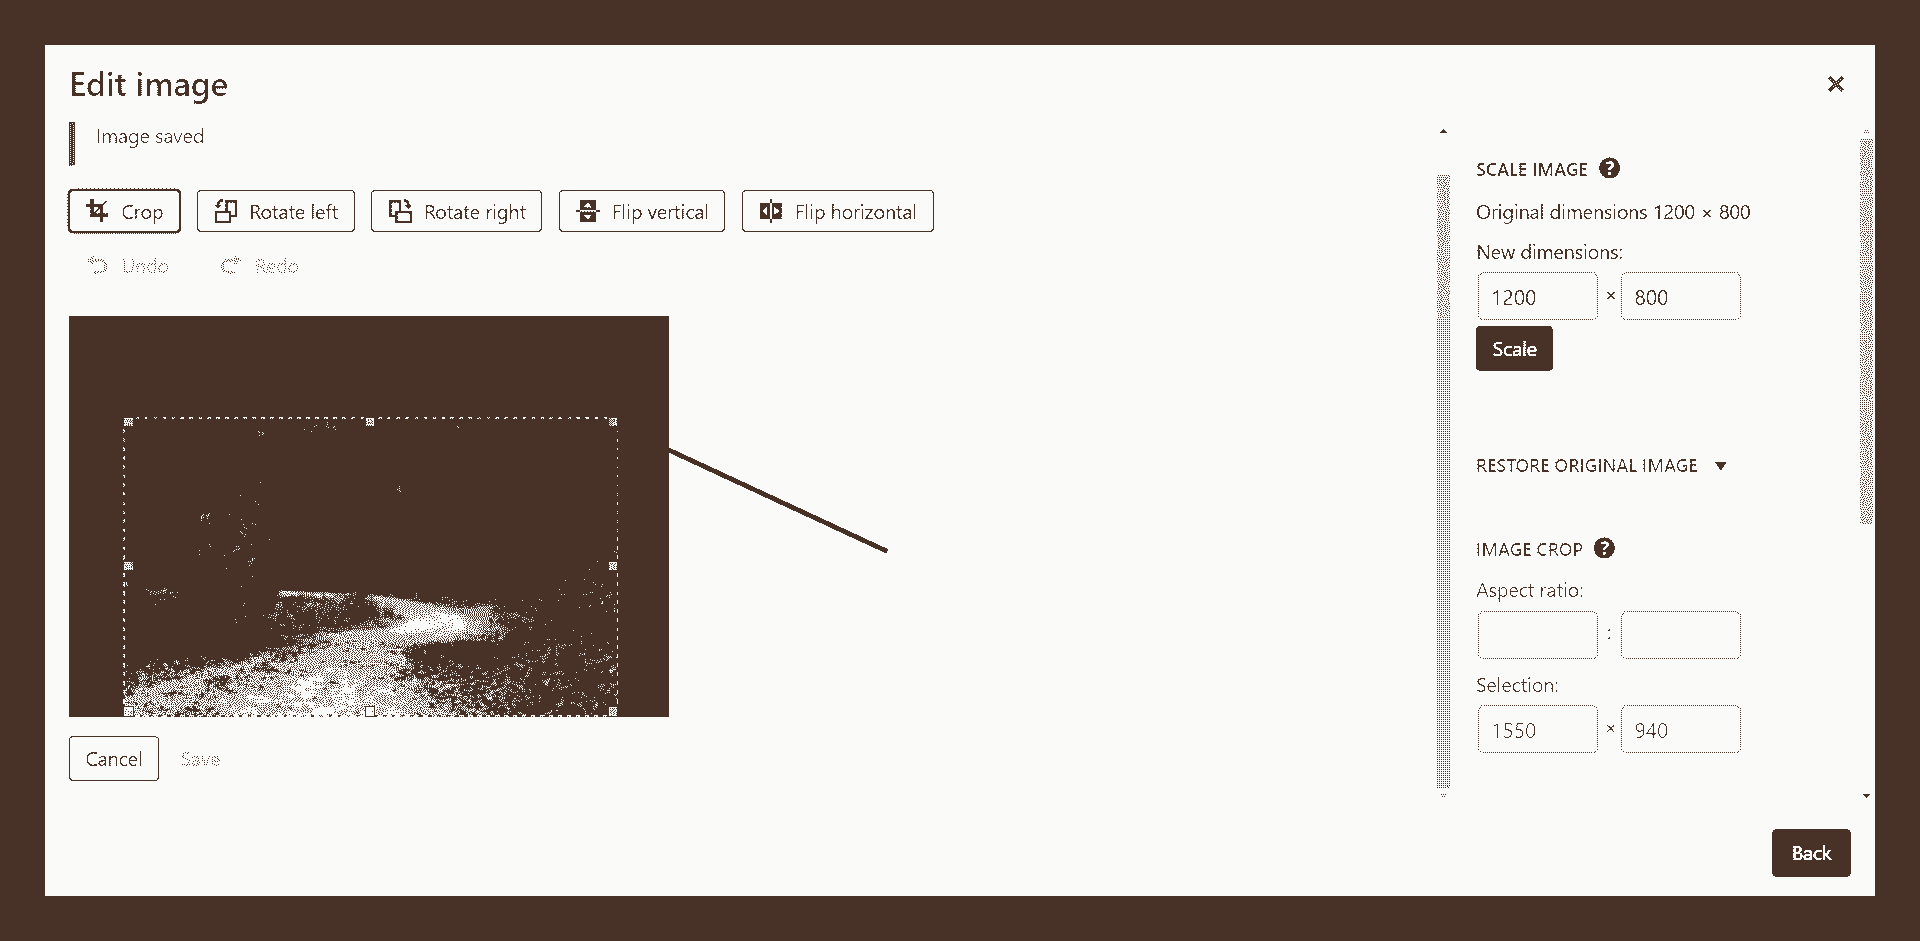 Edit image
Image saved
Crop
Rotate left
Rotate right
Flip vertical
Flip horizontal
Undo
Redo
Cancel
Save
SCALE IMAGE ?
Original dimensions 1200 × 800
New dimensions:
1200 × 800
Scale
RESTORE ORIGINAL IMAGE
IMAGE CROP ?
Aspect ratio:
:
Selection:
1550 × 940
Back